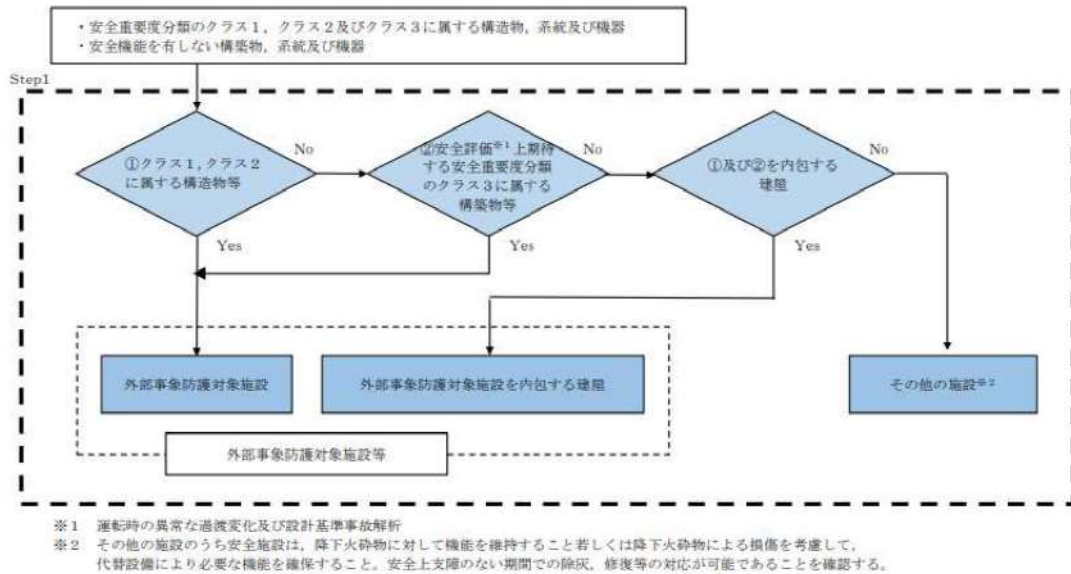 ・安全重要度分類のクラス1，クラス2及びクラス3に属する構造物，系統及び機器
・安全機能を有しない構築物，系統及び機器
Step1
①クラス1，クラス2
に属する構造物等
No
Yes
②安全評価※1上期待
する安全重要度分類
のクラス3に属する
構築物等
No
Yes
①及び②を内包する
建屋
No
Yes
外部事象防護対象施設
外部事象防護対象施設を内包する建屋
その他の施設※2
外部事象防護対象施設等
※1 運転時の異常な過渡変化及び設計基準事故解析
※2 その他の施設のうち安全施設は，降下火砕物に対して機能を維持すること若しくは降下火砕物による損傷を考慮して，
代替設備により必要な機能を確保すること。安全上支障のない期間での除灰，修復等の対応が可能であることを確認する。